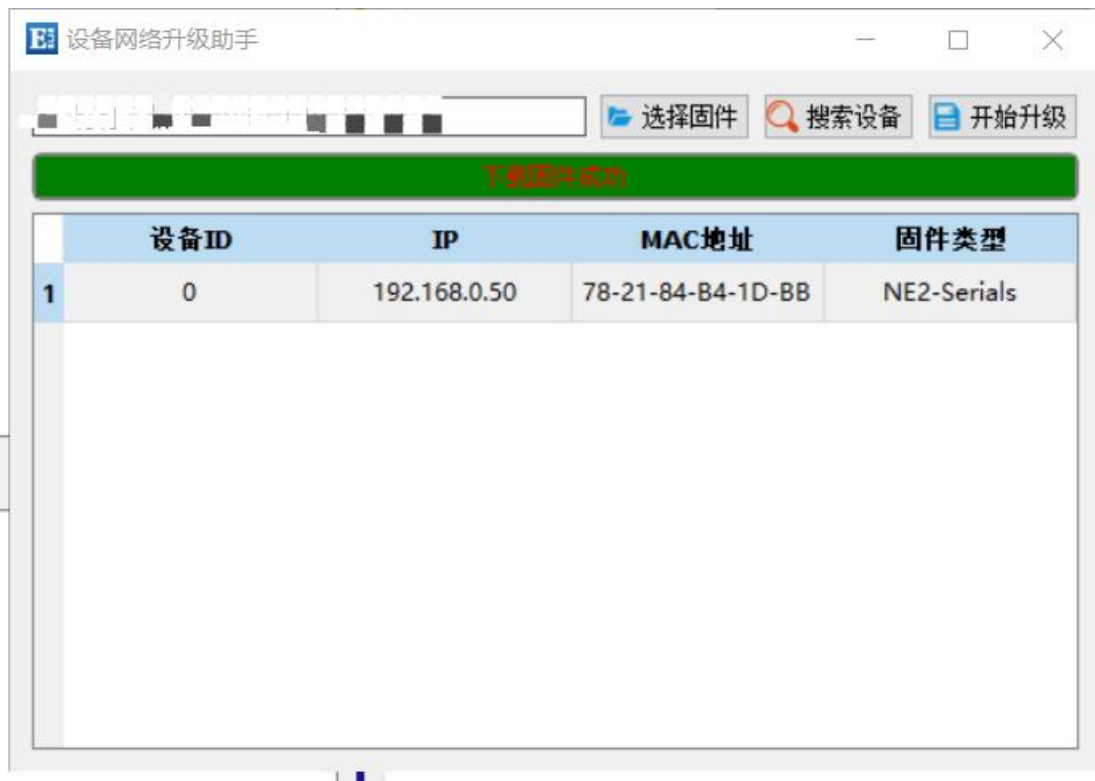 设备网络升级助手
选择固件 搜索设备 开始升级
下载固件成功
设备ID IP MAC地址 固件类型
1 0 192.168.0.50 78-21-84-B4-1D-BB NE2-Serials